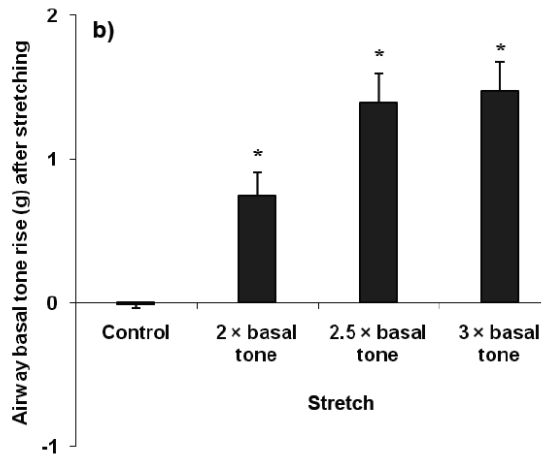 b)
Airway basal tone rise (g) after stretching
2
1
0
-1
*
*
*
Control
2 × basal
tone
2.5 × basal
tone
3 × basal
tone
Stretch